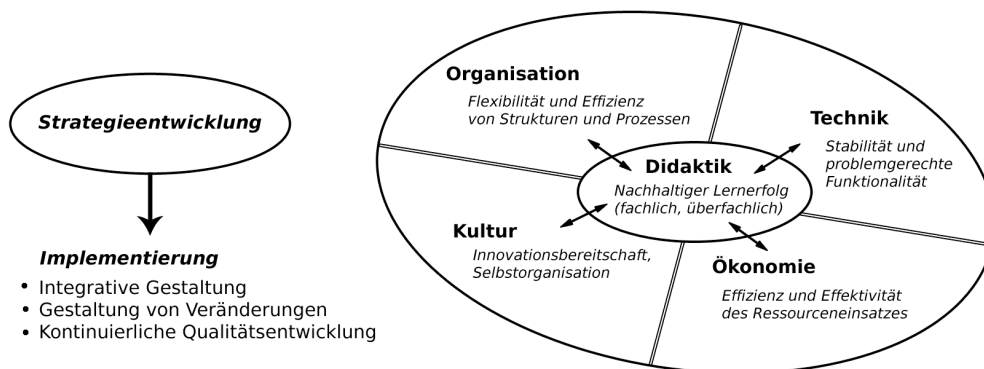 Strategieentwicklung
Implementierung
• Integrative Gestaltung
• Gestaltung von Veränderungen
• Kontinuierliche Qualitätsentwicklung
Organisation
Flexibilität und Effizienz
von Strukturen und Prozessen
Technik
Stabilität und
problemgerechte
Funktionalität
Didaktik
Nachhaltiger Lernerfolg
(fachlich, überfachlich)
Kultur
Innovationsbereitschaft,
Selbstorganisation
Ökonomie
Effizienz und Effektivität
des Ressourceneinsatzes